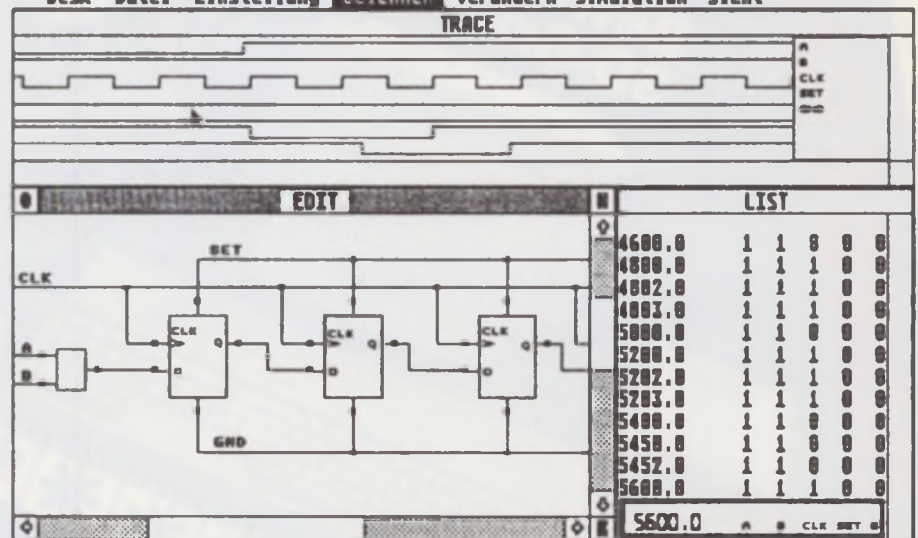 Desk Datei Einstellung Zeichnen Verändern Simulation Sicht
TRACE
A
B
CLK
SET
GND
EDIT
LIST
SET
CLK
CLK
Q
D
CLK
Q
D
CLK
Q
D
A
B
GND
4600.0 1 1 0 0 0
4800.0 1 1 1 0 0
4802.0 1 1 1 0 0
4803.0 1 1 1 0 0
5000.0 1 1 0 0 0
5200.0 1 1 1 0 0
5202.0 1 1 1 0 0
5203.0 1 1 1 0 0
5400.0 1 1 0 0 0
5450.0 1 1 0 0 0
5452.0 1 1 0 0 0
5600.0 1 1 1 0 0
5600.0 A B CLK SET